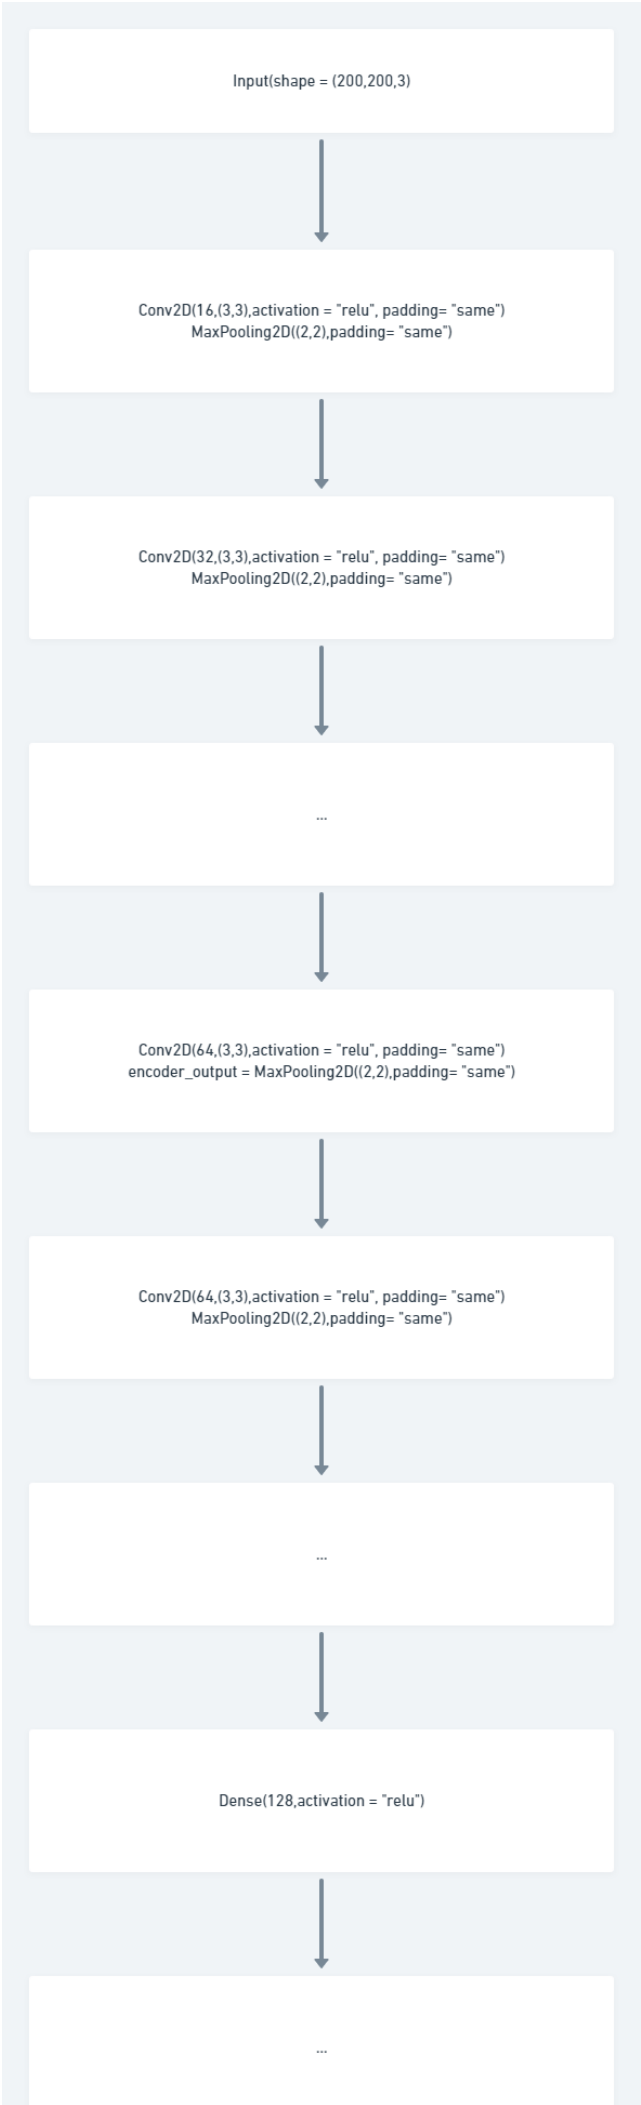 Input(shape = (200,200,3)
Conv2D(16,(3,3),activation = "relu", padding= "same")
MaxPooling2D((2,2),padding= "same")
Conv2D(32,(3,3),activation = "relu", padding= "same")
MaxPooling2D((2,2),padding= "same")
...
Conv2D(64,(3,3),activation = "relu", padding= "same")
encoder_output = MaxPooling2D((2,2),padding= "same")
Conv2D(64,(3,3),activation = "relu", padding= "same")
MaxPooling2D((2,2),padding= "same")
...
Dense(128,activation = "relu")
...